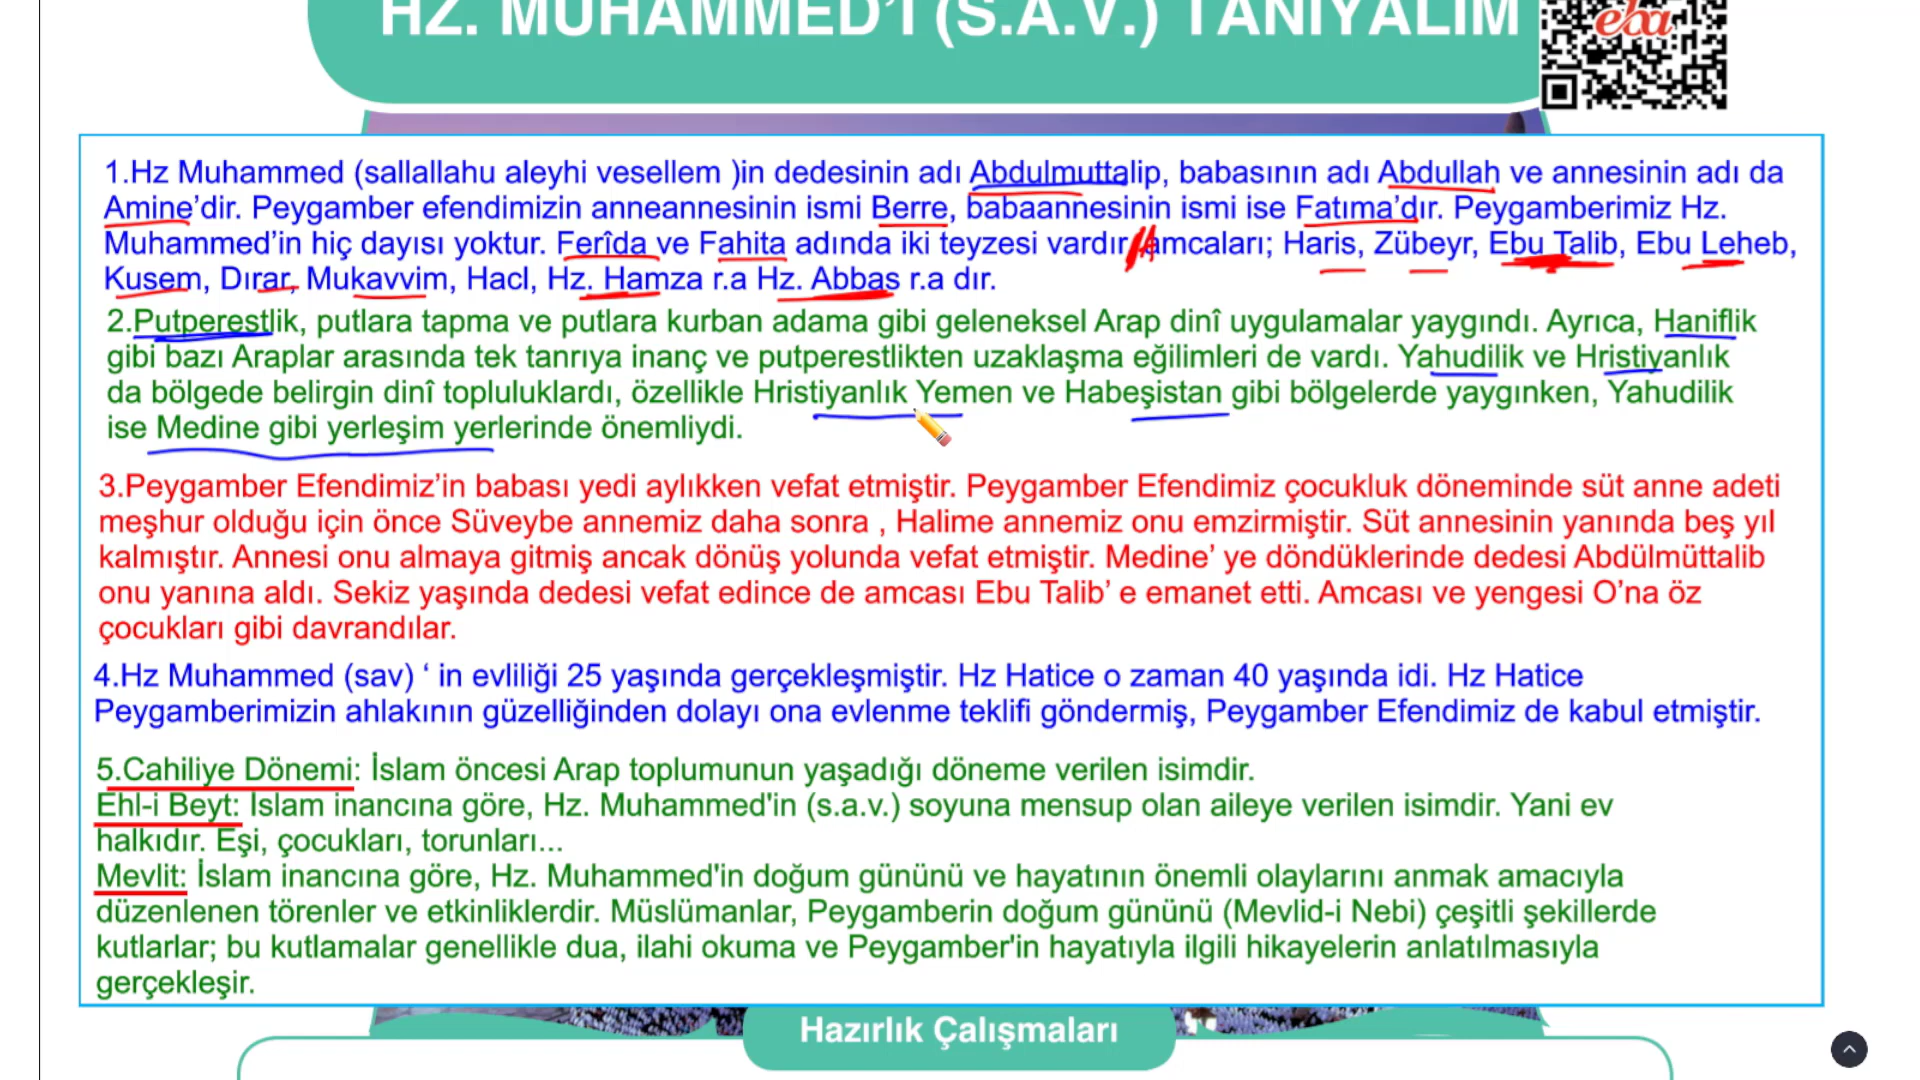 HZ. MUHAMMED’İ (S.A.V.) TANIYALIM
eba
1.Hz Muhammed (sallallahu aleyhi vesellem )in dedesinin adı Abdulmuttalip, babasının adı Abdullah ve annesinin adı da
Amine’dir. Peygamber efendimizin anneannesinin ismi Berre, babaannesinin ismi ise Fatıma’dır. Peygamberimiz Hz.
Muhammed’in hiç dayısı yoktur. Ferîda ve Fahita adında iki teyzesi vardır. Amcaları; Haris, Zübeyr, Ebu Talib, Ebu Leheb,
Kusem, Dırar, Mukavvim, Hacl, Hz. Hamza r.a Hz. Abbas r.a dır.
2.Putperestlik, putlara tapma ve putlara kurban adama gibi geleneksel Arap dinî uygulamalar yaygındı. Ayrıca, Haniflik
gibi bazı Araplar arasında tek tanrıya inanç ve putperestlikten uzaklaşma eğilimleri de vardı. Yahudilik ve Hristiyanlık
da bölgede belirgin dinî topluluklardı, özellikle Hristiyanlık Yemen ve Habeşistan gibi bölgelerde yaygınken, Yahudilik
ise Medine gibi yerleşim yerlerinde önemliydi.
3.Peygamber Efendimiz’in babası yedi aylıkken vefat etmiştir. Peygamber Efendimiz çocukluk döneminde süt anne adeti
meşhur olduğu için önce Süveybe annemiz daha sonra , Halime annemiz onu emzirmiştir. Süt annesinin yanında beş yıl
kalmıştır. Annesi onu almaya gitmiş ancak dönüş yolunda vefat etmiştir. Medine’ ye döndüklerinde dedesi Abdülmüttalib
onu yanına aldı. Sekiz yaşında dedesi vefat edince de amcası Ebu Talib’ e emanet etti. Amcası ve yengesi O’na öz
çocukları gibi davrandılar.
4.Hz Muhammed (sav) ‘ in evliliği 25 yaşında gerçekleşmiştir. Hz Hatice o zaman 40 yaşında idi. Hz Hatice
Peygamberimizin ahlakının güzelliğinden dolayı ona evlenme teklifi göndermiş, Peygamber Efendimiz de kabul etmiştir.
5.Cahiliye Dönemi: İslam öncesi Arap toplumunun yaşadığı döneme verilen isimdir.
Ehl-i Beyt: İslam inancına göre, Hz. Muhammed'in (s.a.v.) soyuna mensup olan aileye verilen isimdir. Yani ev
halkıdır. Eşi, çocukları, torunları...
Mevlit: İslam inancına göre, Hz. Muhammed'in doğum gününü ve hayatının önemli olaylarını anmak amacıyla
düzenlenen törenler ve etkinliklerdir. Müslümanlar, Peygamberin doğum gününü (Mevlid-i Nebi) çeşitli şekillerde
kutlarlar; bu kutlamalar genellikle dua, ilahi okuma ve Peygamber'in hayatıyla ilgili hikayelerin anlatılmasıyla
gerçekleşir.
Hazırlık Çalışmaları